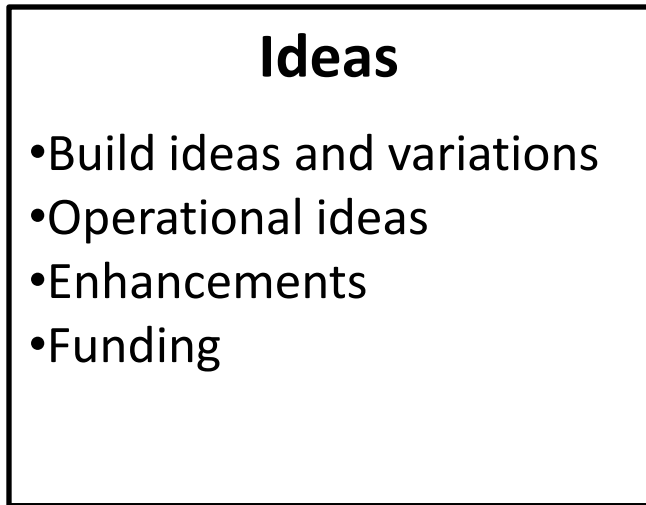 Ideas
•Build ideas and variations
•Operational ideas
•Enhancements
•Funding